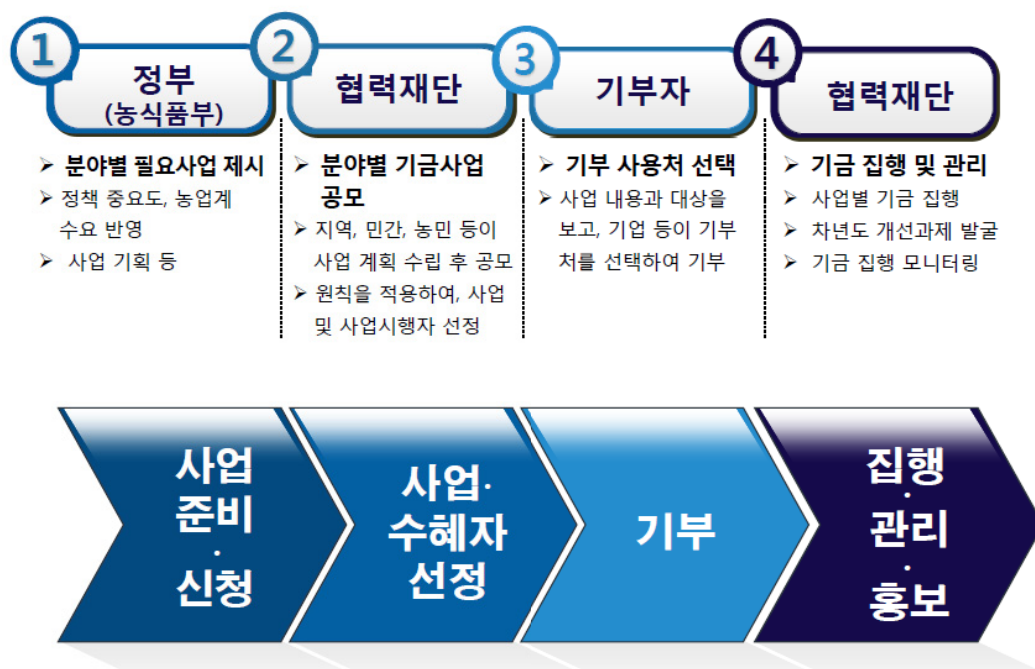 1
정부
(농식품부)
➢ 분야별 필요사업 제시
➢ 정책 중요도, 농업계
수요 반영
➢ 사업 기획 등
2
협력재단
➢ 분야별 기금사업
공모
➢ 지역, 민간, 농민 등이
사업 계획 수립 후 공모
➢ 원칙을 적용하여, 사업
및 사업시행자 선정
3
기부자
➢ 기부 사용처 선택
➢ 사업 내용과 대상을
보고, 기업 등이 기부
처를 선택하여 기부
4
협력재단
➢ 기금 집행 및 관리
➢ 사업별 기금 집행
➢ 차년도 개선과제 발굴
➢ 기금 집행 모니터링
사업
준비
·
신청
사업·
수혜자
선정
기부
집행
·
관리
·
홍보